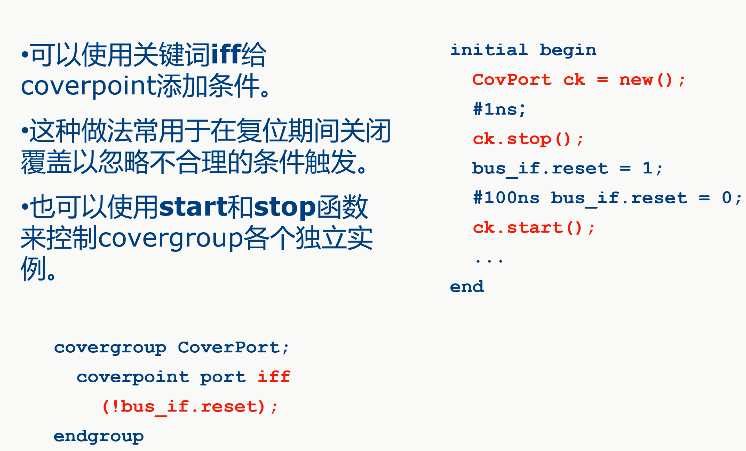 •可以使用关键词iff给
coverpoint添加条件。
•这种做法常用于在复位期间关闭
覆盖以忽略不合理的条件触发。
•也可以使用start和stop函数
来控制covergroup各个独立实
例。
covergroup CoverPort;
coverpoint port iff
(!bus_if.reset);
endgroup
initial begin
CovPort ck = new();
#1ns;
ck.stop();
bus_if.reset = 1;
#100ns bus_if.reset = 0;
ck.start();
...
end